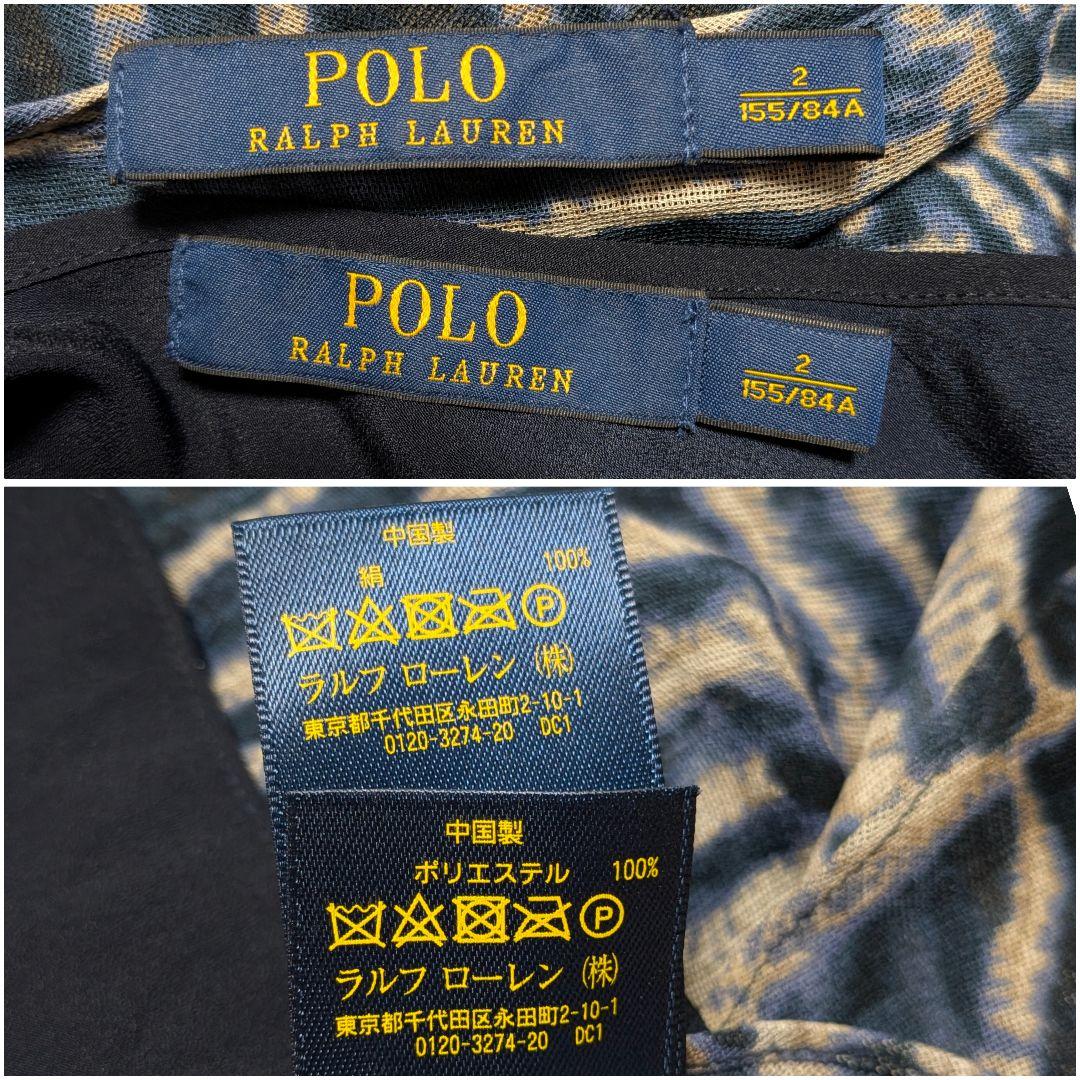 POLO
RALPH LAUREN
2
155/84A
POLO
RALPH LAUREN
2
155/84A
中国製
絹 100%
ラルフ ローレン (株)
東京都千代田区永田町2-10-1
0120-3274-20 DC1
中国製
ポリエステル 100%
P
ラルフ ローレン (株)
東京都千代田区永田町2-10-1
0120-3274-20 DC1